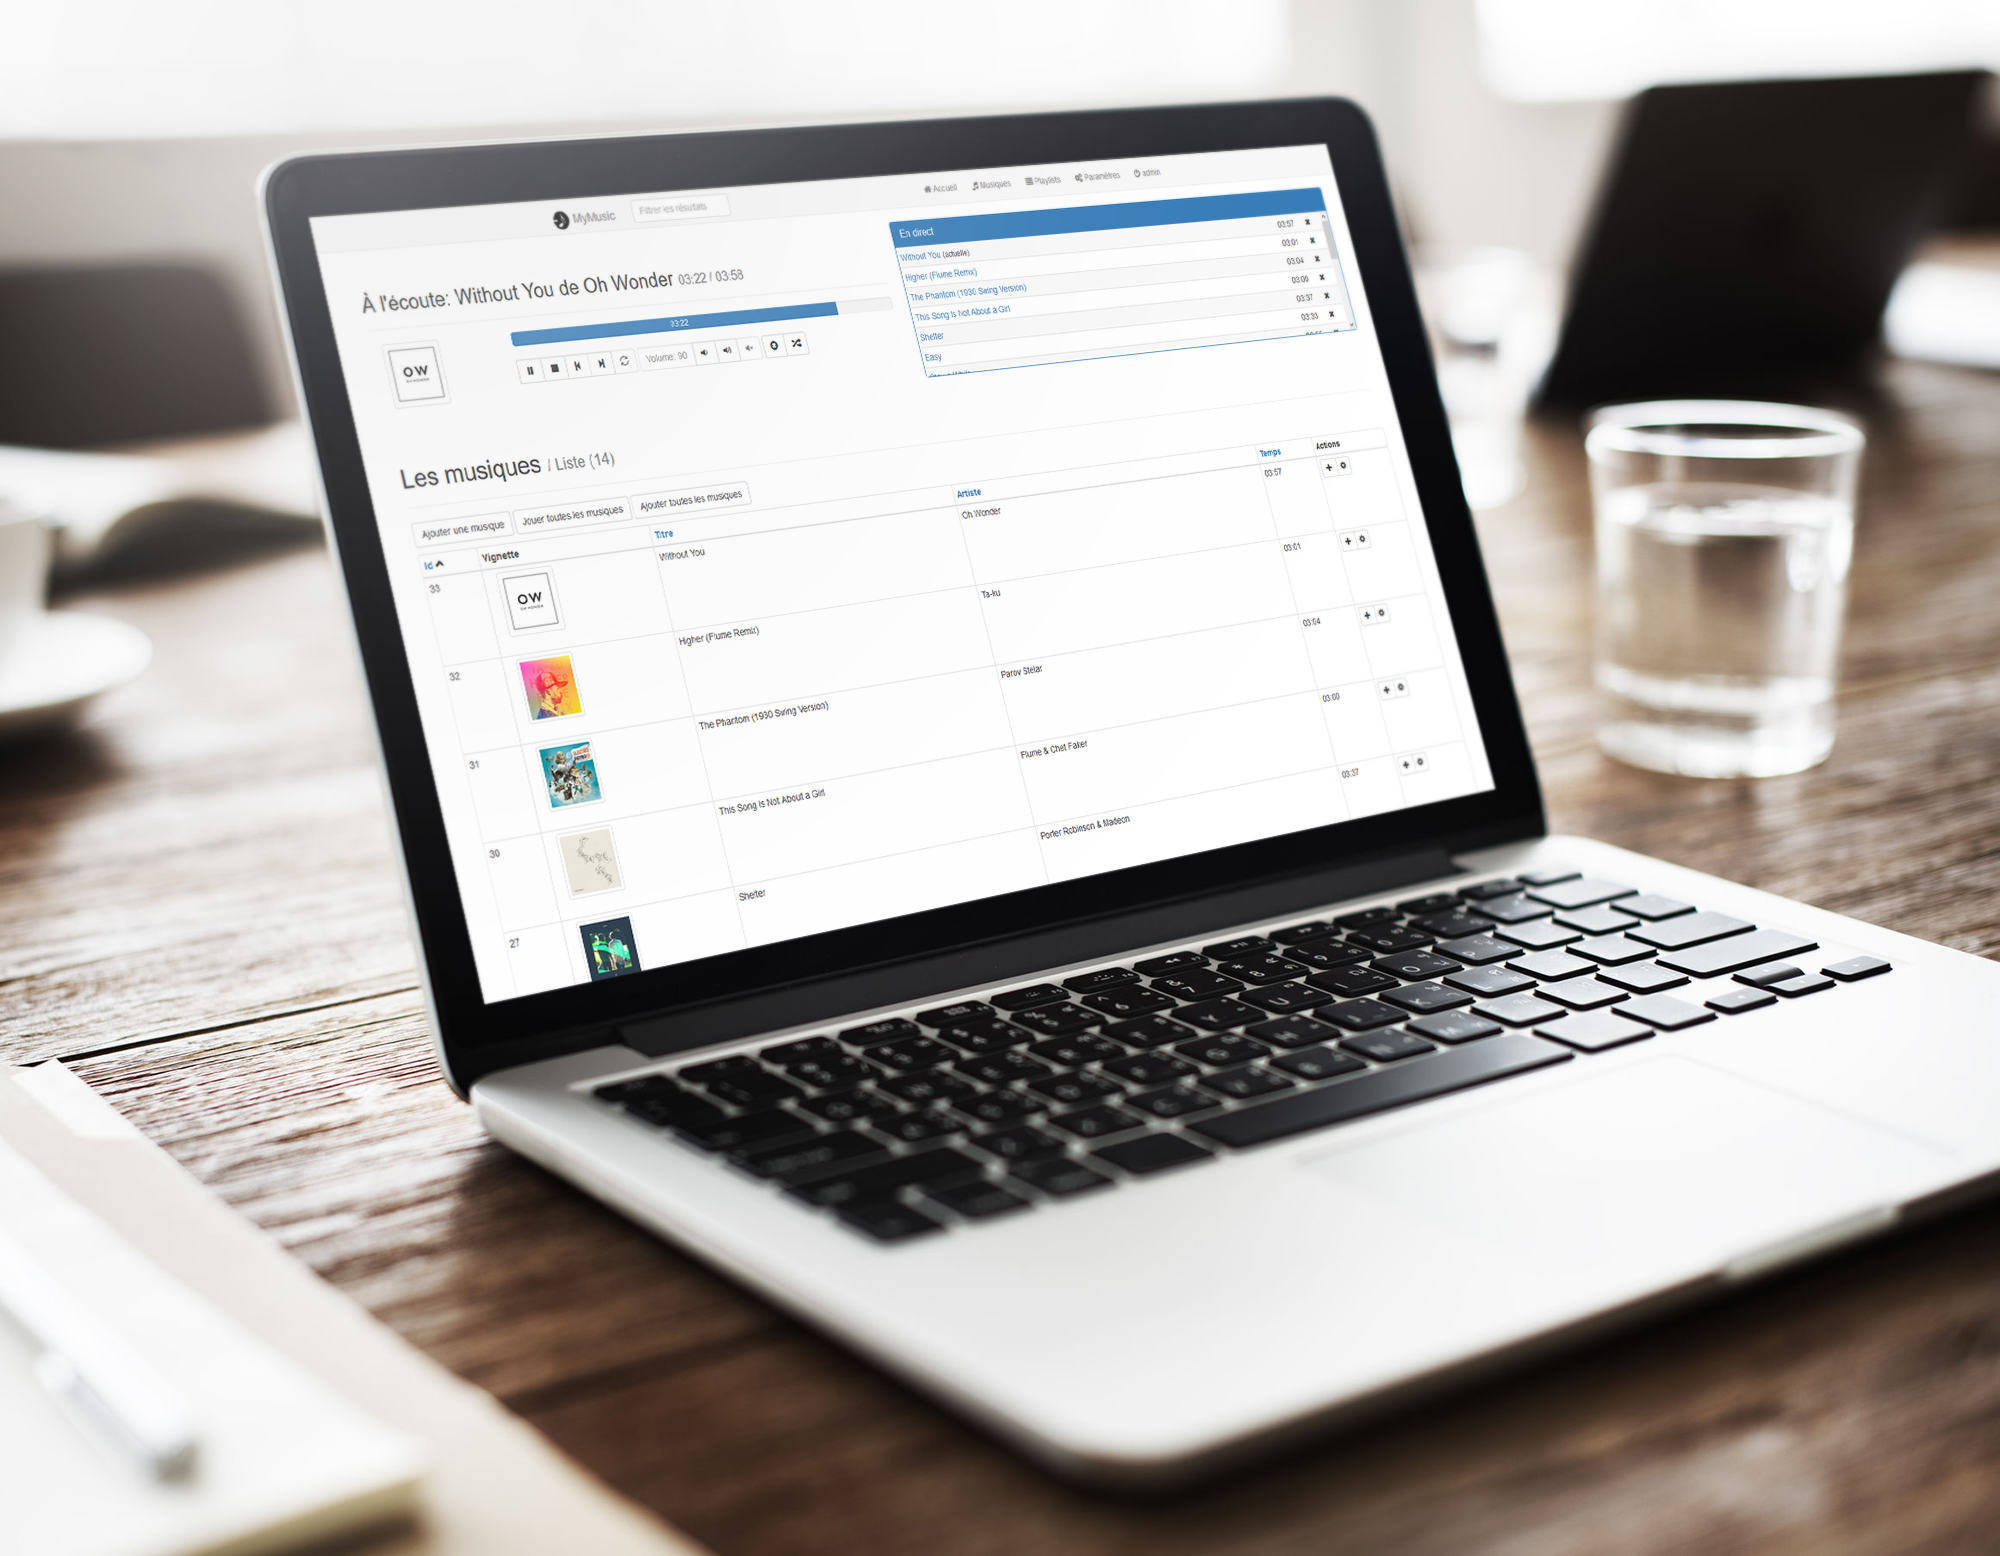 MyMusic
Filtrer les résultats
Accueil Musiques Playlists Paramètres admin
À l'écoute: Without You de Oh Wonder 03:22 / 03:58
03:22
Volume: 90
OW
OH WONDER
En direct
Without You (actuelle) 03:57
Higher (Flume Remix) 03:01
The Phantom (1930 Swing Version) 03:04
This Song Is Not About a Girl 03:00
Shelter 03:37
Easy 03:33
Les musiques / Liste (14)
Ajouter une musique Jouer toutes les musiques Ajouter toutes les musiques
Id Vignette Titre Artiste Temps Actions
33 OW OH WONDER Without You Oh Wonder 03:57
32 Higher (Flume Remix) Ta-ku 03:01
31 The Phantom (1930 Swing Version) Parov Stelar 03:04
30 This Song Is Not About a Girl Flume & Chet Faker 03:00
27 Shelter Porter Robinson & Madeon 03:37